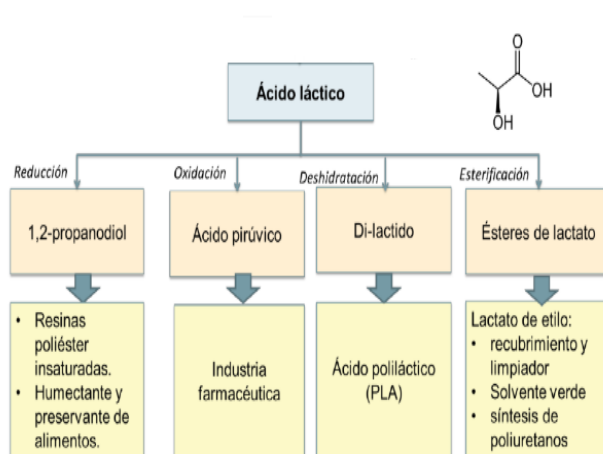 Ácido láctico
O
OH
OH
Reducción
Oxidación
Deshidratación
Esterificación
1,2-propanodiol
Ácido pirúvico
Di-lactido
Ésteres de lactato
• Resinas
poliéster
insaturadas.
• Humectante y
preservante de
alimentos.
Industria
farmacéutica
Ácido poliláctico
(PLA)
Lactato de etilo:
• recubrimiento y
limpiador
• Solvente verde
• síntesis de
poliuretanos